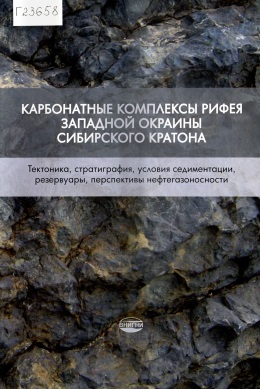 Г23658
КАРБОНАТНЫЕ КОМПЛЕКСЫ РИФЕЯ
ЗАПАДНОЙ ОКРАИНЫ
СИБИРСКОГО КРАТОНА
Тектоника, стратиграфия, условия седиментации,
резервуары, перспективы нефтегазоносности